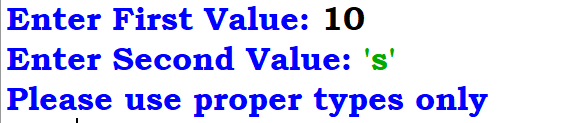 Enter First Value: 10
Enter Second Value: 's'
Please use proper types only